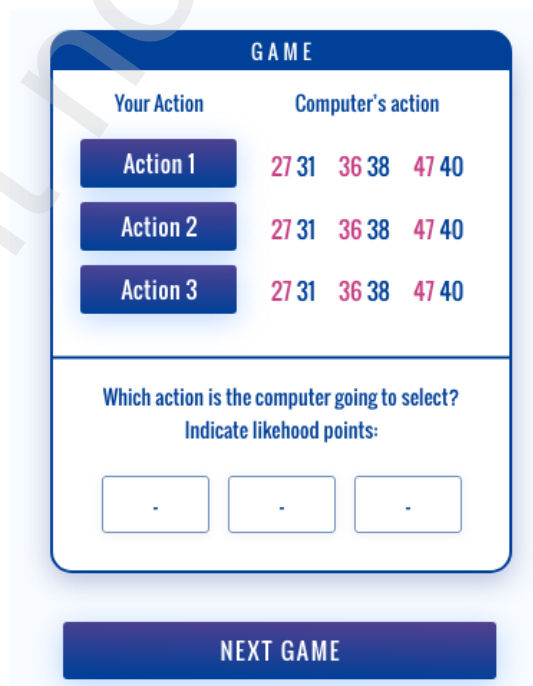 GAME
Your Action Computer's action
Action 1 27 31 36 38 47 40
Action 2 27 31 36 38 47 40
Action 3 27 31 36 38 47 40
Which action is the computer going to select?
Indicate likehood points:
- - -
NEXT GAME